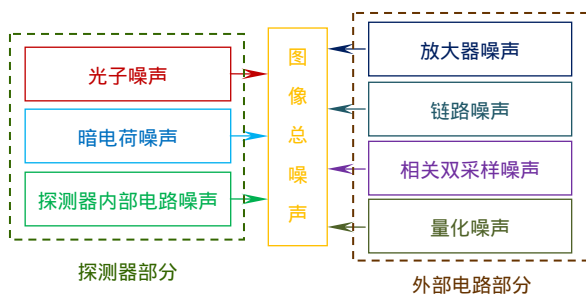 光子噪声
暗电荷噪声
探测器内部电路噪声
探测器部分
图
像
总
噪
声
放大器噪声
链路噪声
相关双采样噪声
量化噪声
外部电路部分